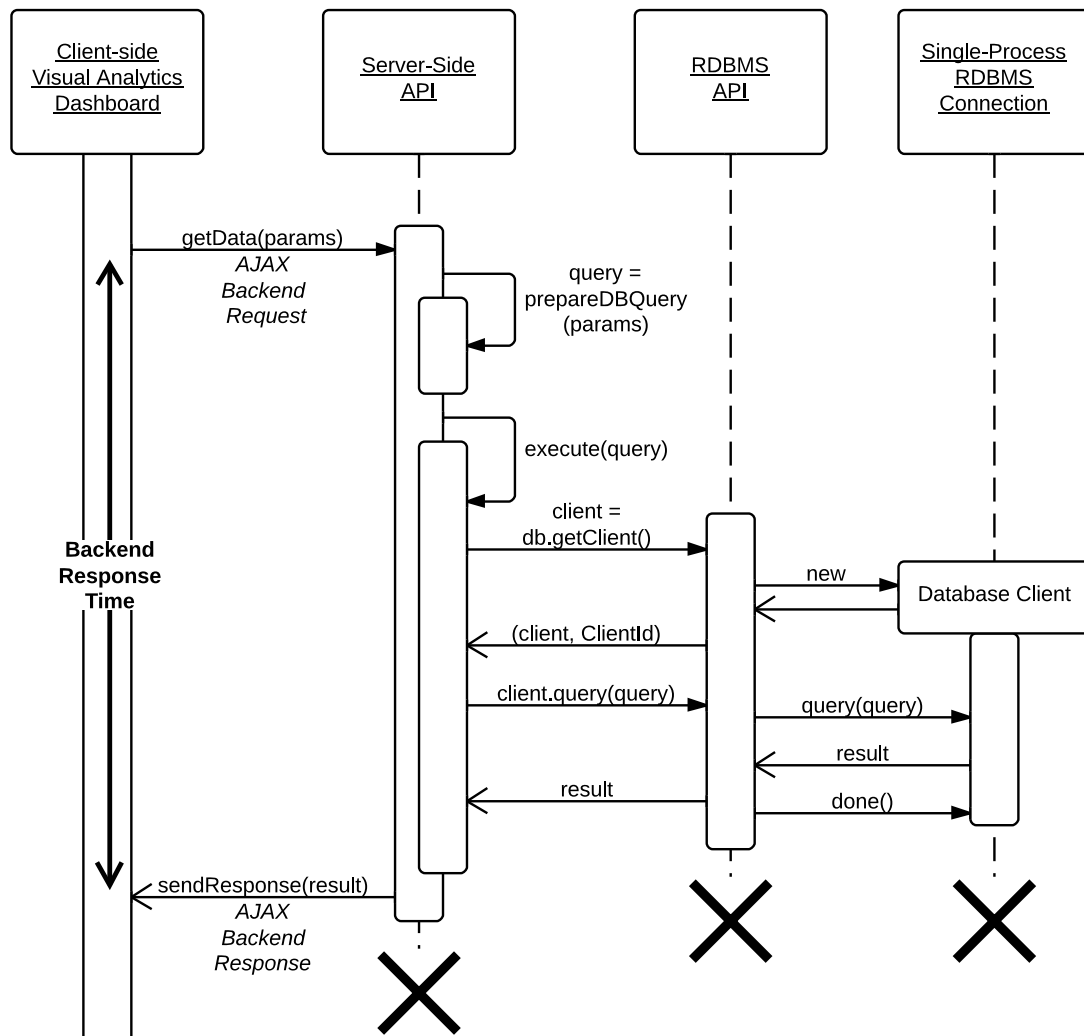 Client-side
Visual Analytics
Dashboard
Server-Side
API
RDBMS
API
Single-Process
RDBMS
Connection
getData(params)
AJAX
Backend
Request
query =
prepareDBQuery
(params)
execute(query)
client =
db.getClient()
Backend
Response
Time
new
Database Client
(client, ClientId)
client.query(query)
query(query)
result
result
done()
sendResponse(result)
AJAX
Backend
Response